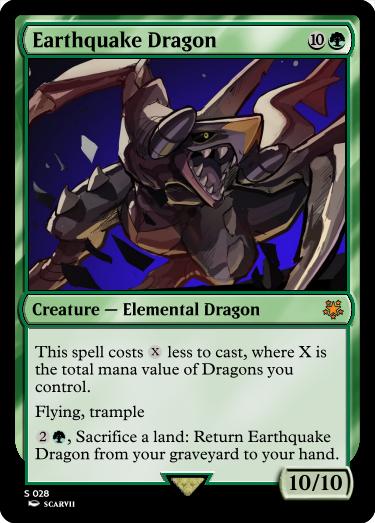 Earthquake Dragon 10
Creature — Elemental Dragon
This spell costs X less to cast, where X is
the total mana value of Dragons you
control.
Flying, trample
2, Sacrifice a land: Return Earthquake
Dragon from your graveyard to your hand.
10/10
S 028
SCARVII